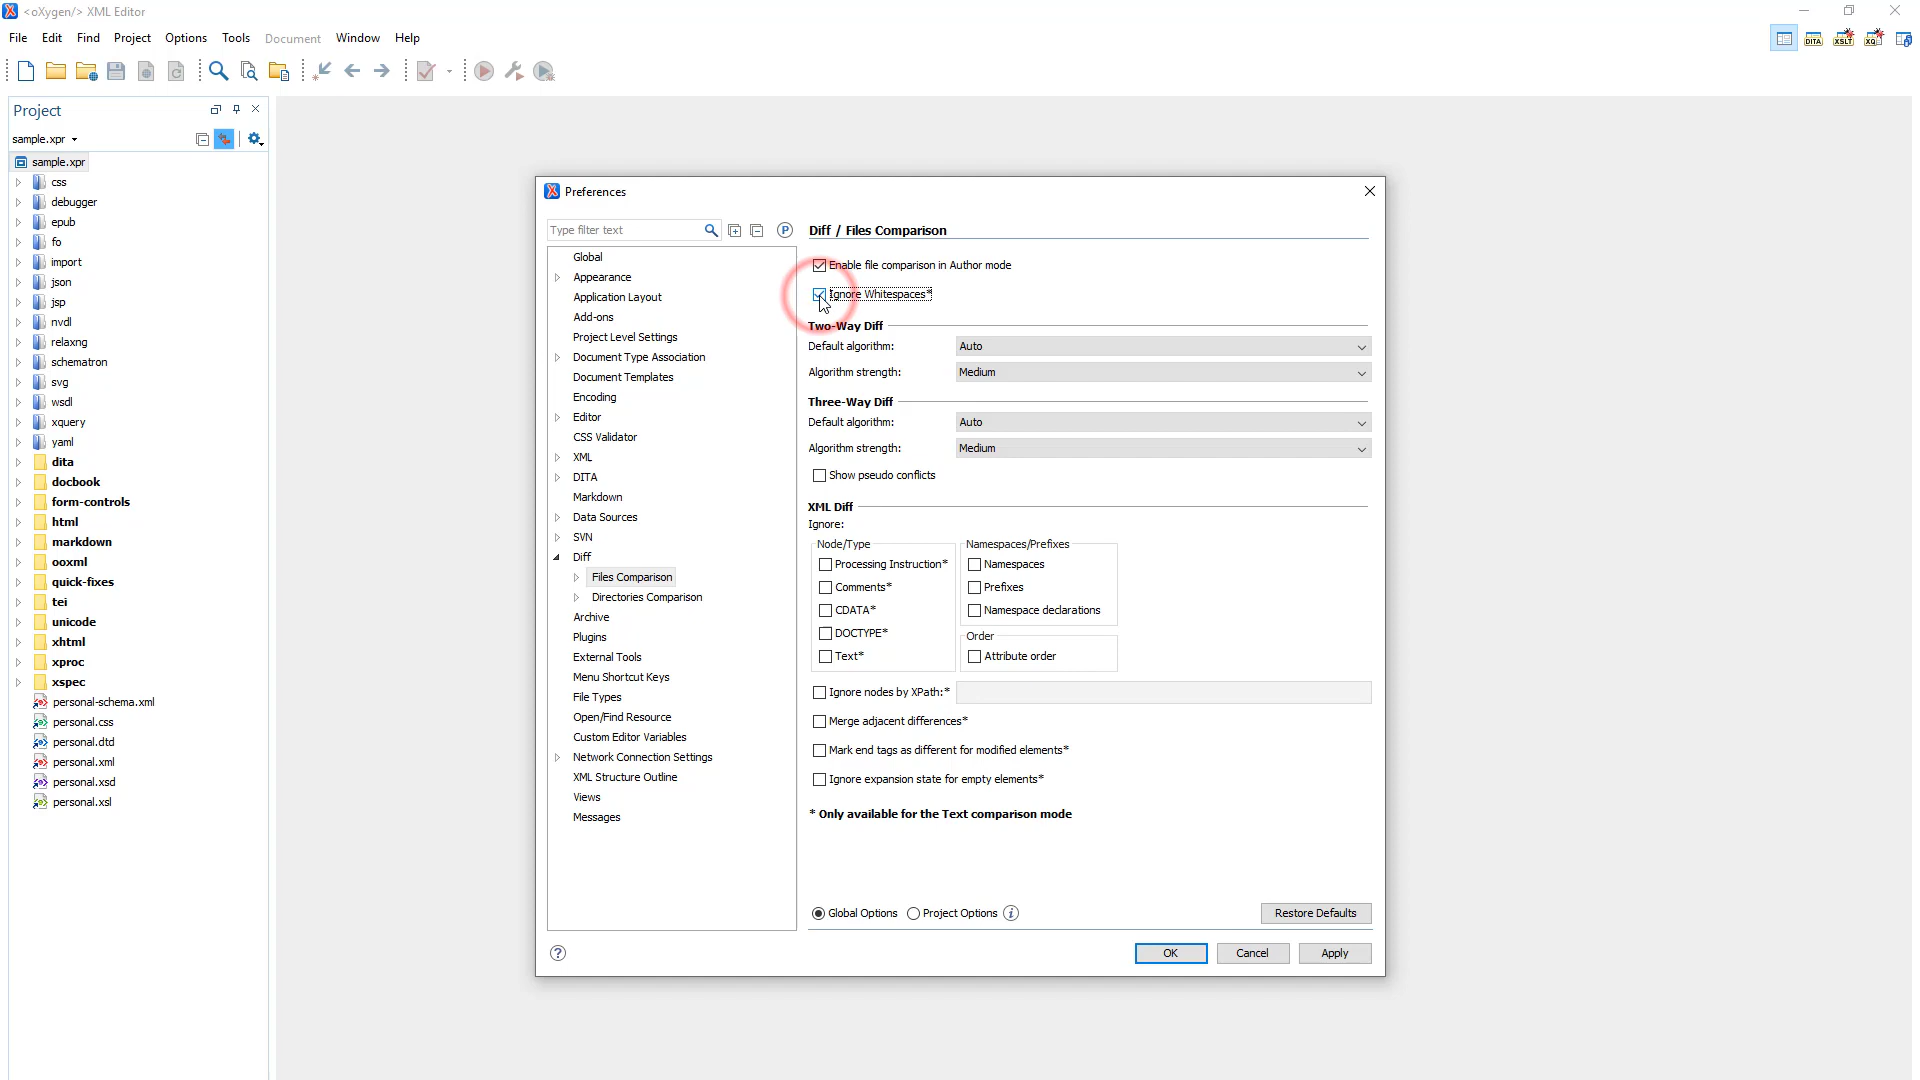 <oXygen/> XML Editor
File Edit Find Project Options Tools Document Window Help
DITA XSLT XQ
Project
sample.xpr
sample.xpr
css
debugger
epub
fo
import
json
jsp
nvdl
relaxng
schematron
svg
wsdl
xquery
yaml
dita
docbook
form-controls
html
markdown
ooxml
quick-fixes
tei
unicode
xhtml
xproc
xspec
personal-schema.xml
personal.css
personal.dtd
personal.xml
personal.xsd
personal.xsl
Preferences
Type filter text
P
Global
Appearance
Application Layout
Add-ons
Project Level Settings
Document Type Association
Document Templates
Encoding
Editor
CSS Validator
XML
DITA
Markdown
Data Sources
SVN
Diff
Files Comparison
Directories Comparison
Archive
Plugins
External Tools
Menu Shortcut Keys
File Types
Open/Find Resource
Custom Editor Variables
Network Connection Settings
XML Structure Outline
Views
Messages
Diff / Files Comparison
Enable file comparison in Author mode
Ignore Whitespaces*
Two-Way Diff
Default algorithm: Auto
Algorithm strength: Medium
Three-Way Diff
Default algorithm: Auto
Algorithm strength: Medium
Show pseudo conflicts
XML Diff
Ignore:
Node/Type
Processing Instruction*
Comments*
CDATA*
DOCTYPE*
Text*
Namespaces/Prefixes
Namespaces
Prefixes
Namespace declarations
Order
Attribute order
Ignore nodes by XPath:*
Merge adjacent differences*
Mark end tags as different for modified elements*
Ignore expansion state for empty elements*
* Only available for the Text comparison mode
Global Options Project Options i Restore Defaults
? OK Cancel Apply